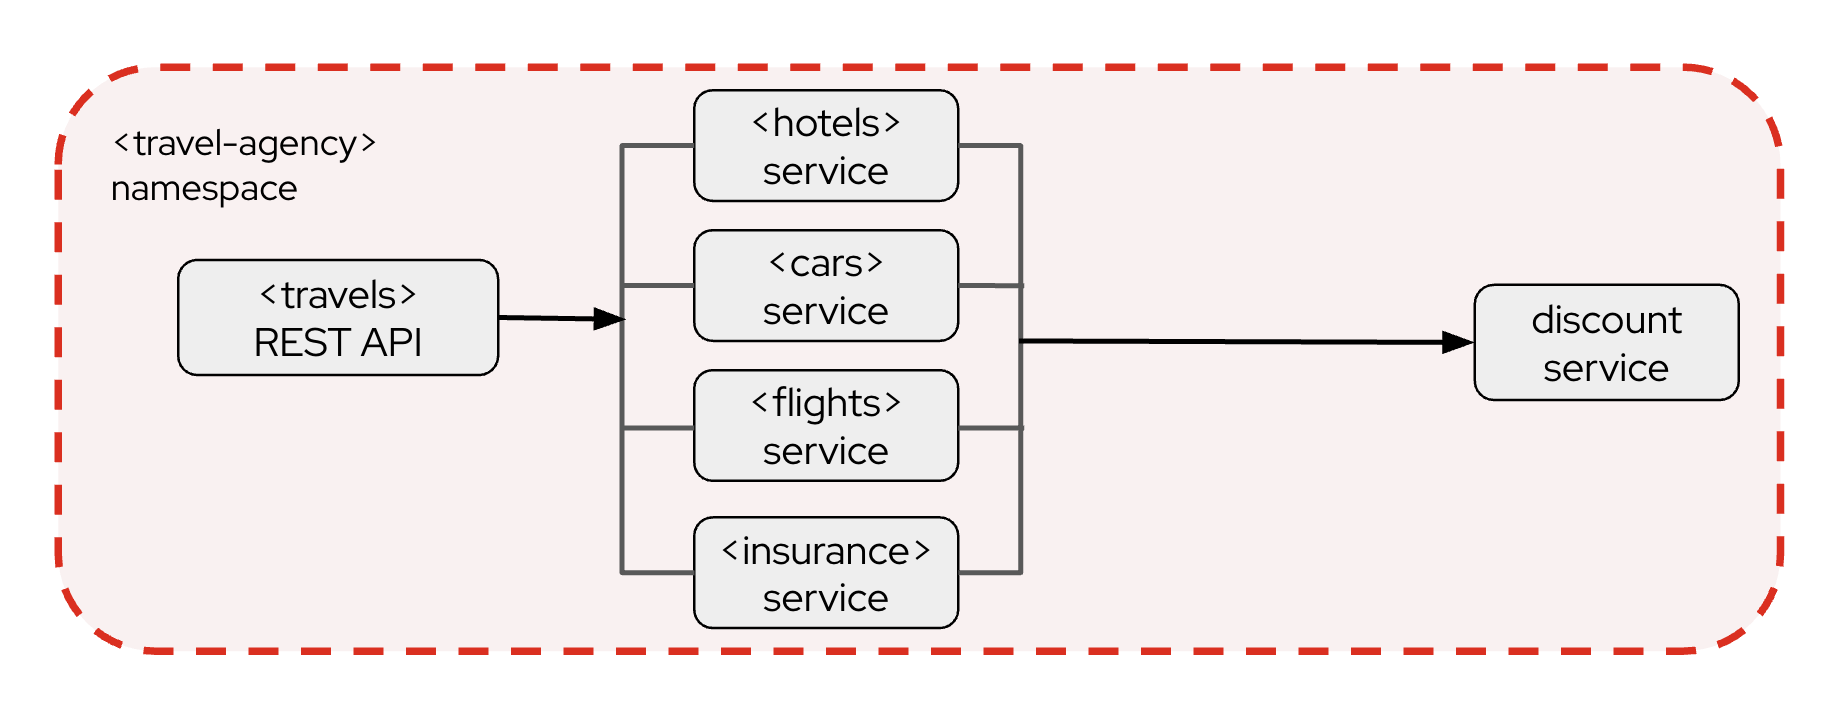 <travel-agency>
namespace
<travels>
REST API
<hotels>
service
<cars>
service
<flights>
service
<insurance>
service
discount
service